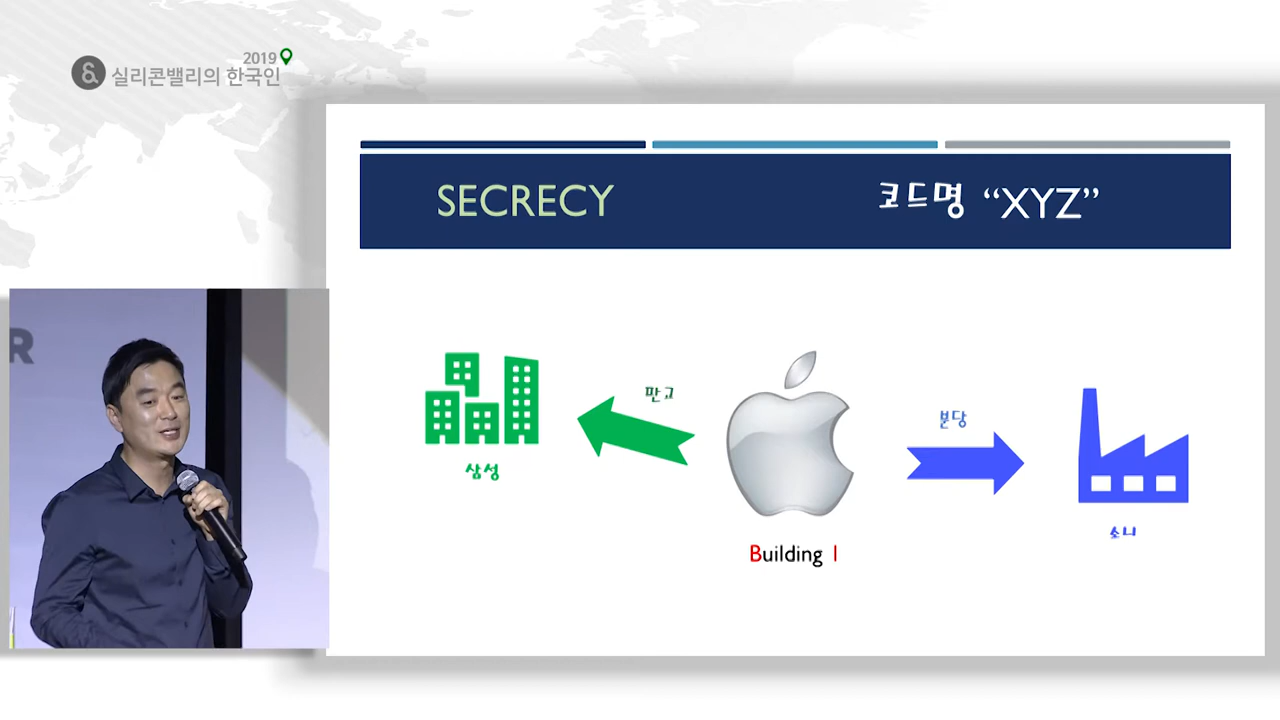 2019
& 실리콘밸리의 한국인
SECRECY
코드명 “XYZ”
만고
분당
삼성
소니
Building 1
R